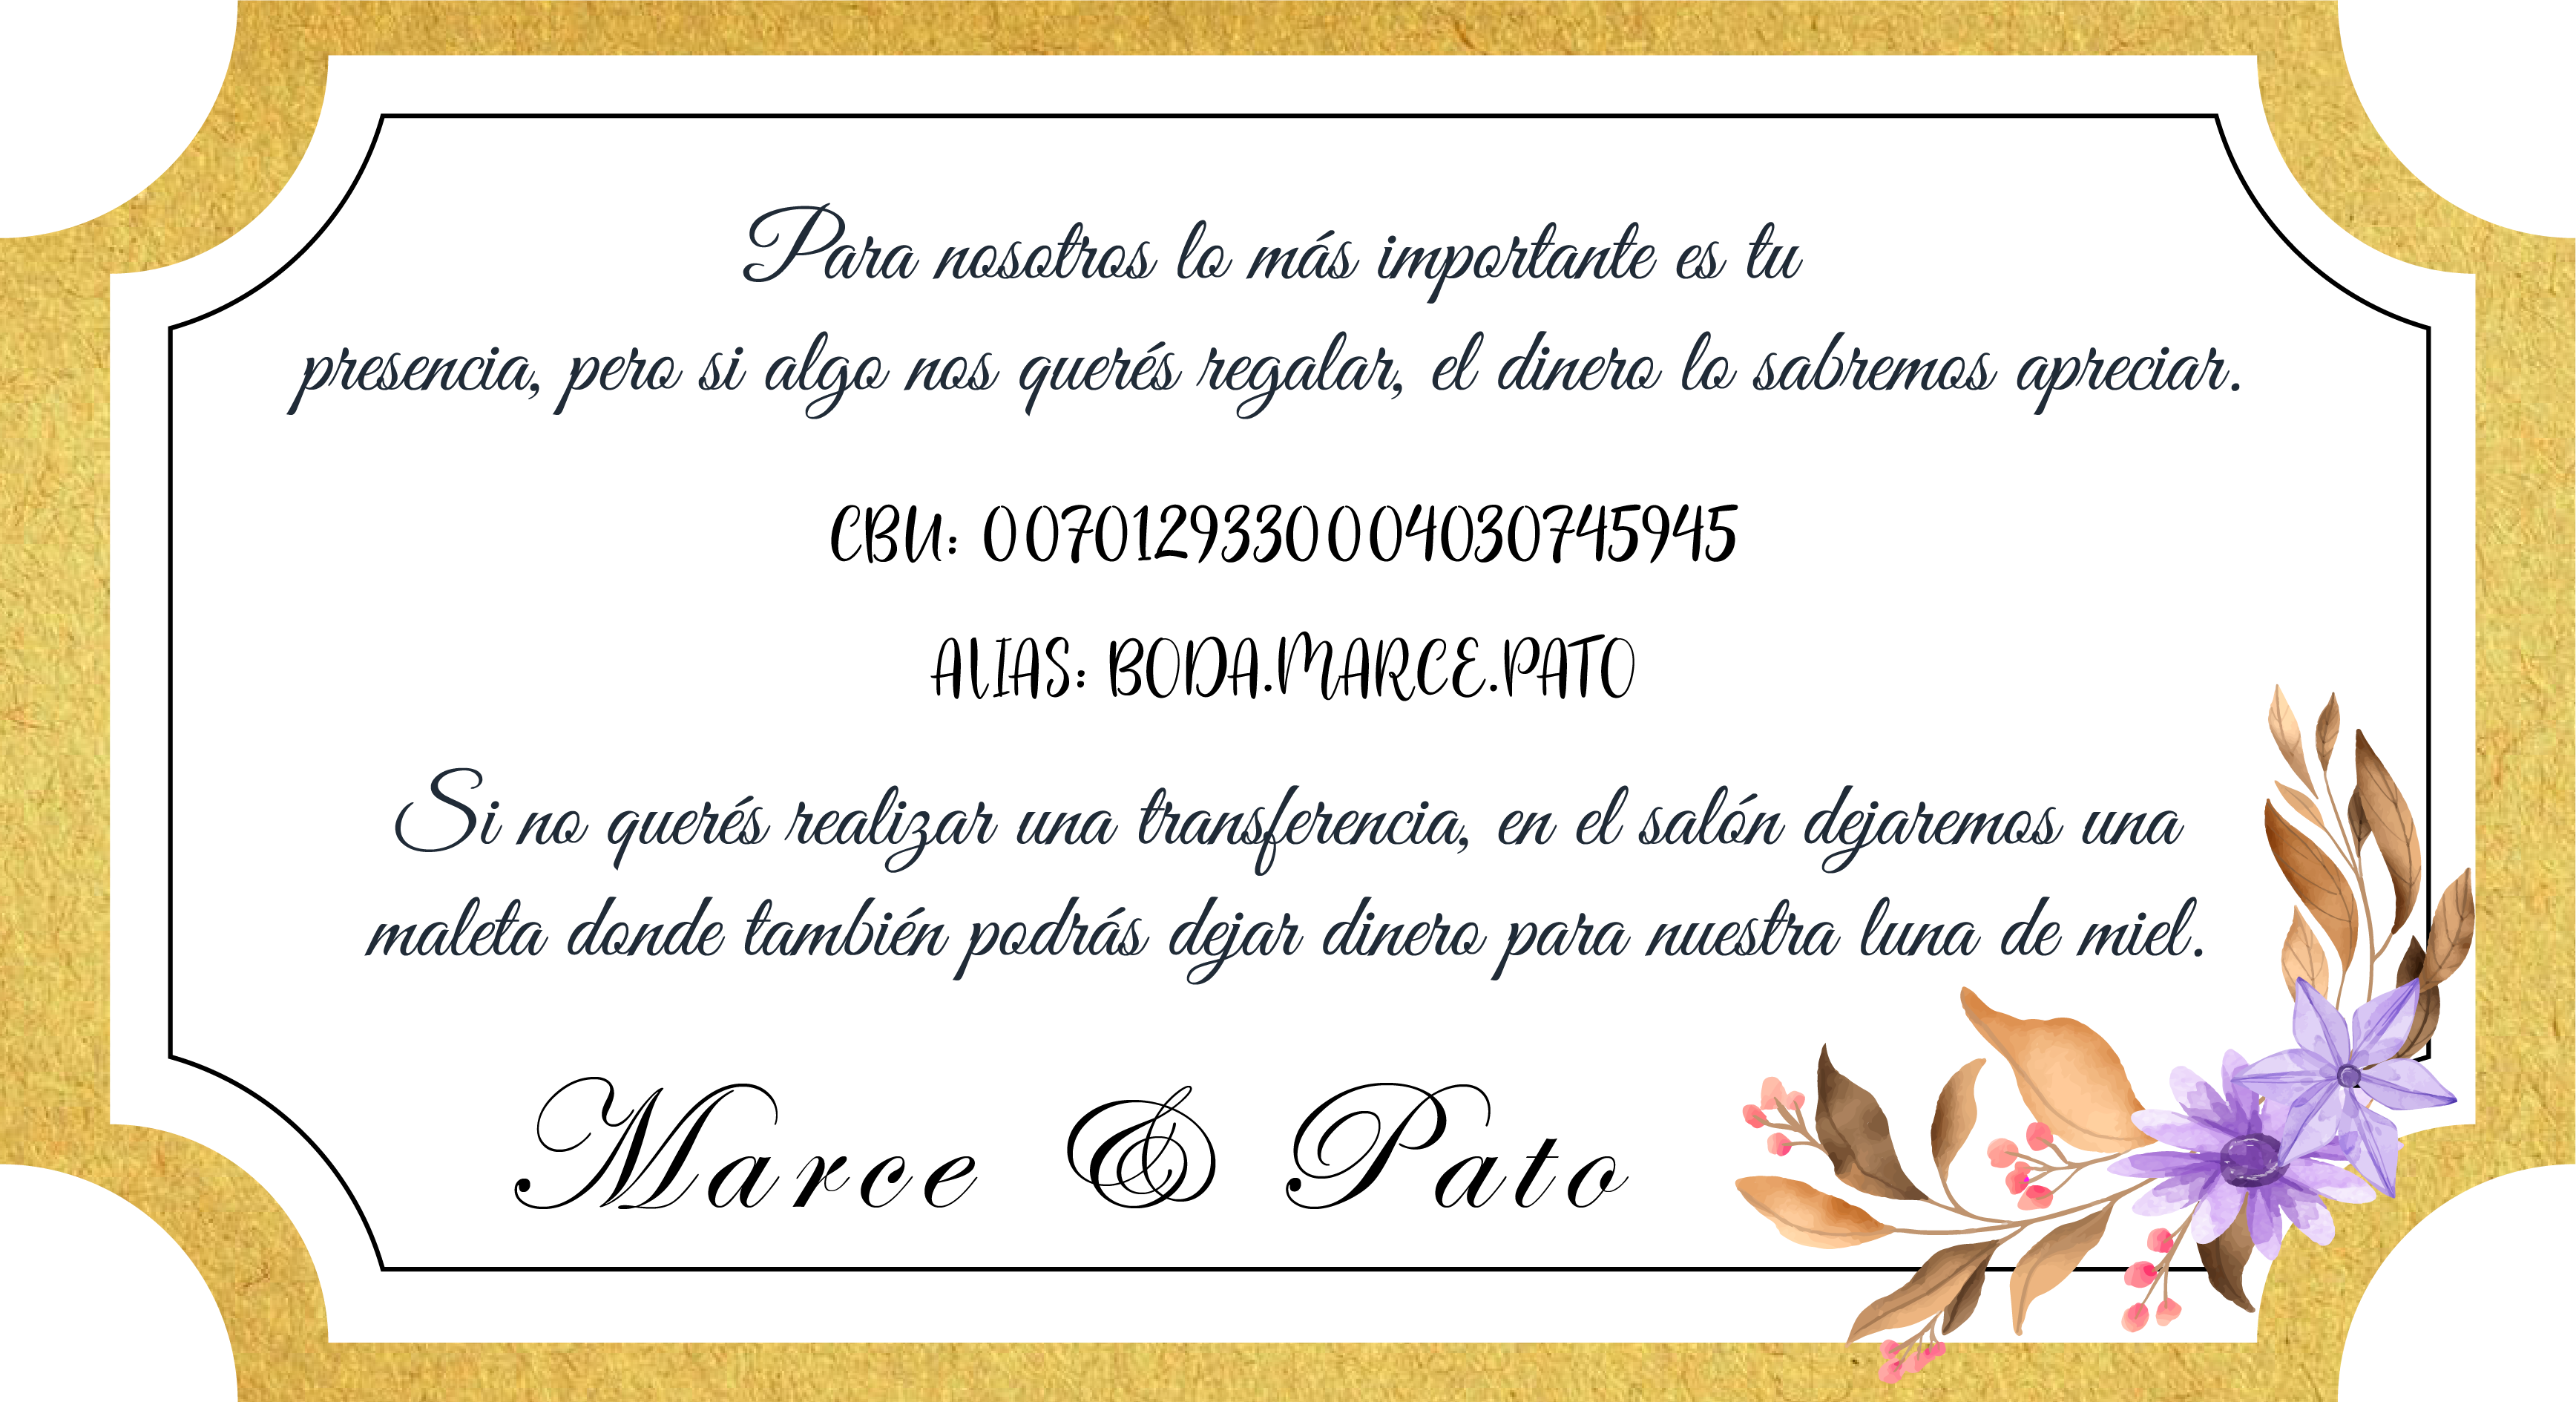 Para nosotros lo más importante es tu
presencia, pero si algo nos querés regalar, el dinero lo sabremos apreciar.
CBU: 0070129330004030745945
ALIAS: BODA.MARCE.PATO
Si no querés realizar una transferencia, en el salón dejaremos una
maleta donde también podrás dejar dinero para nuestra luna de miel.
Marce & Pato